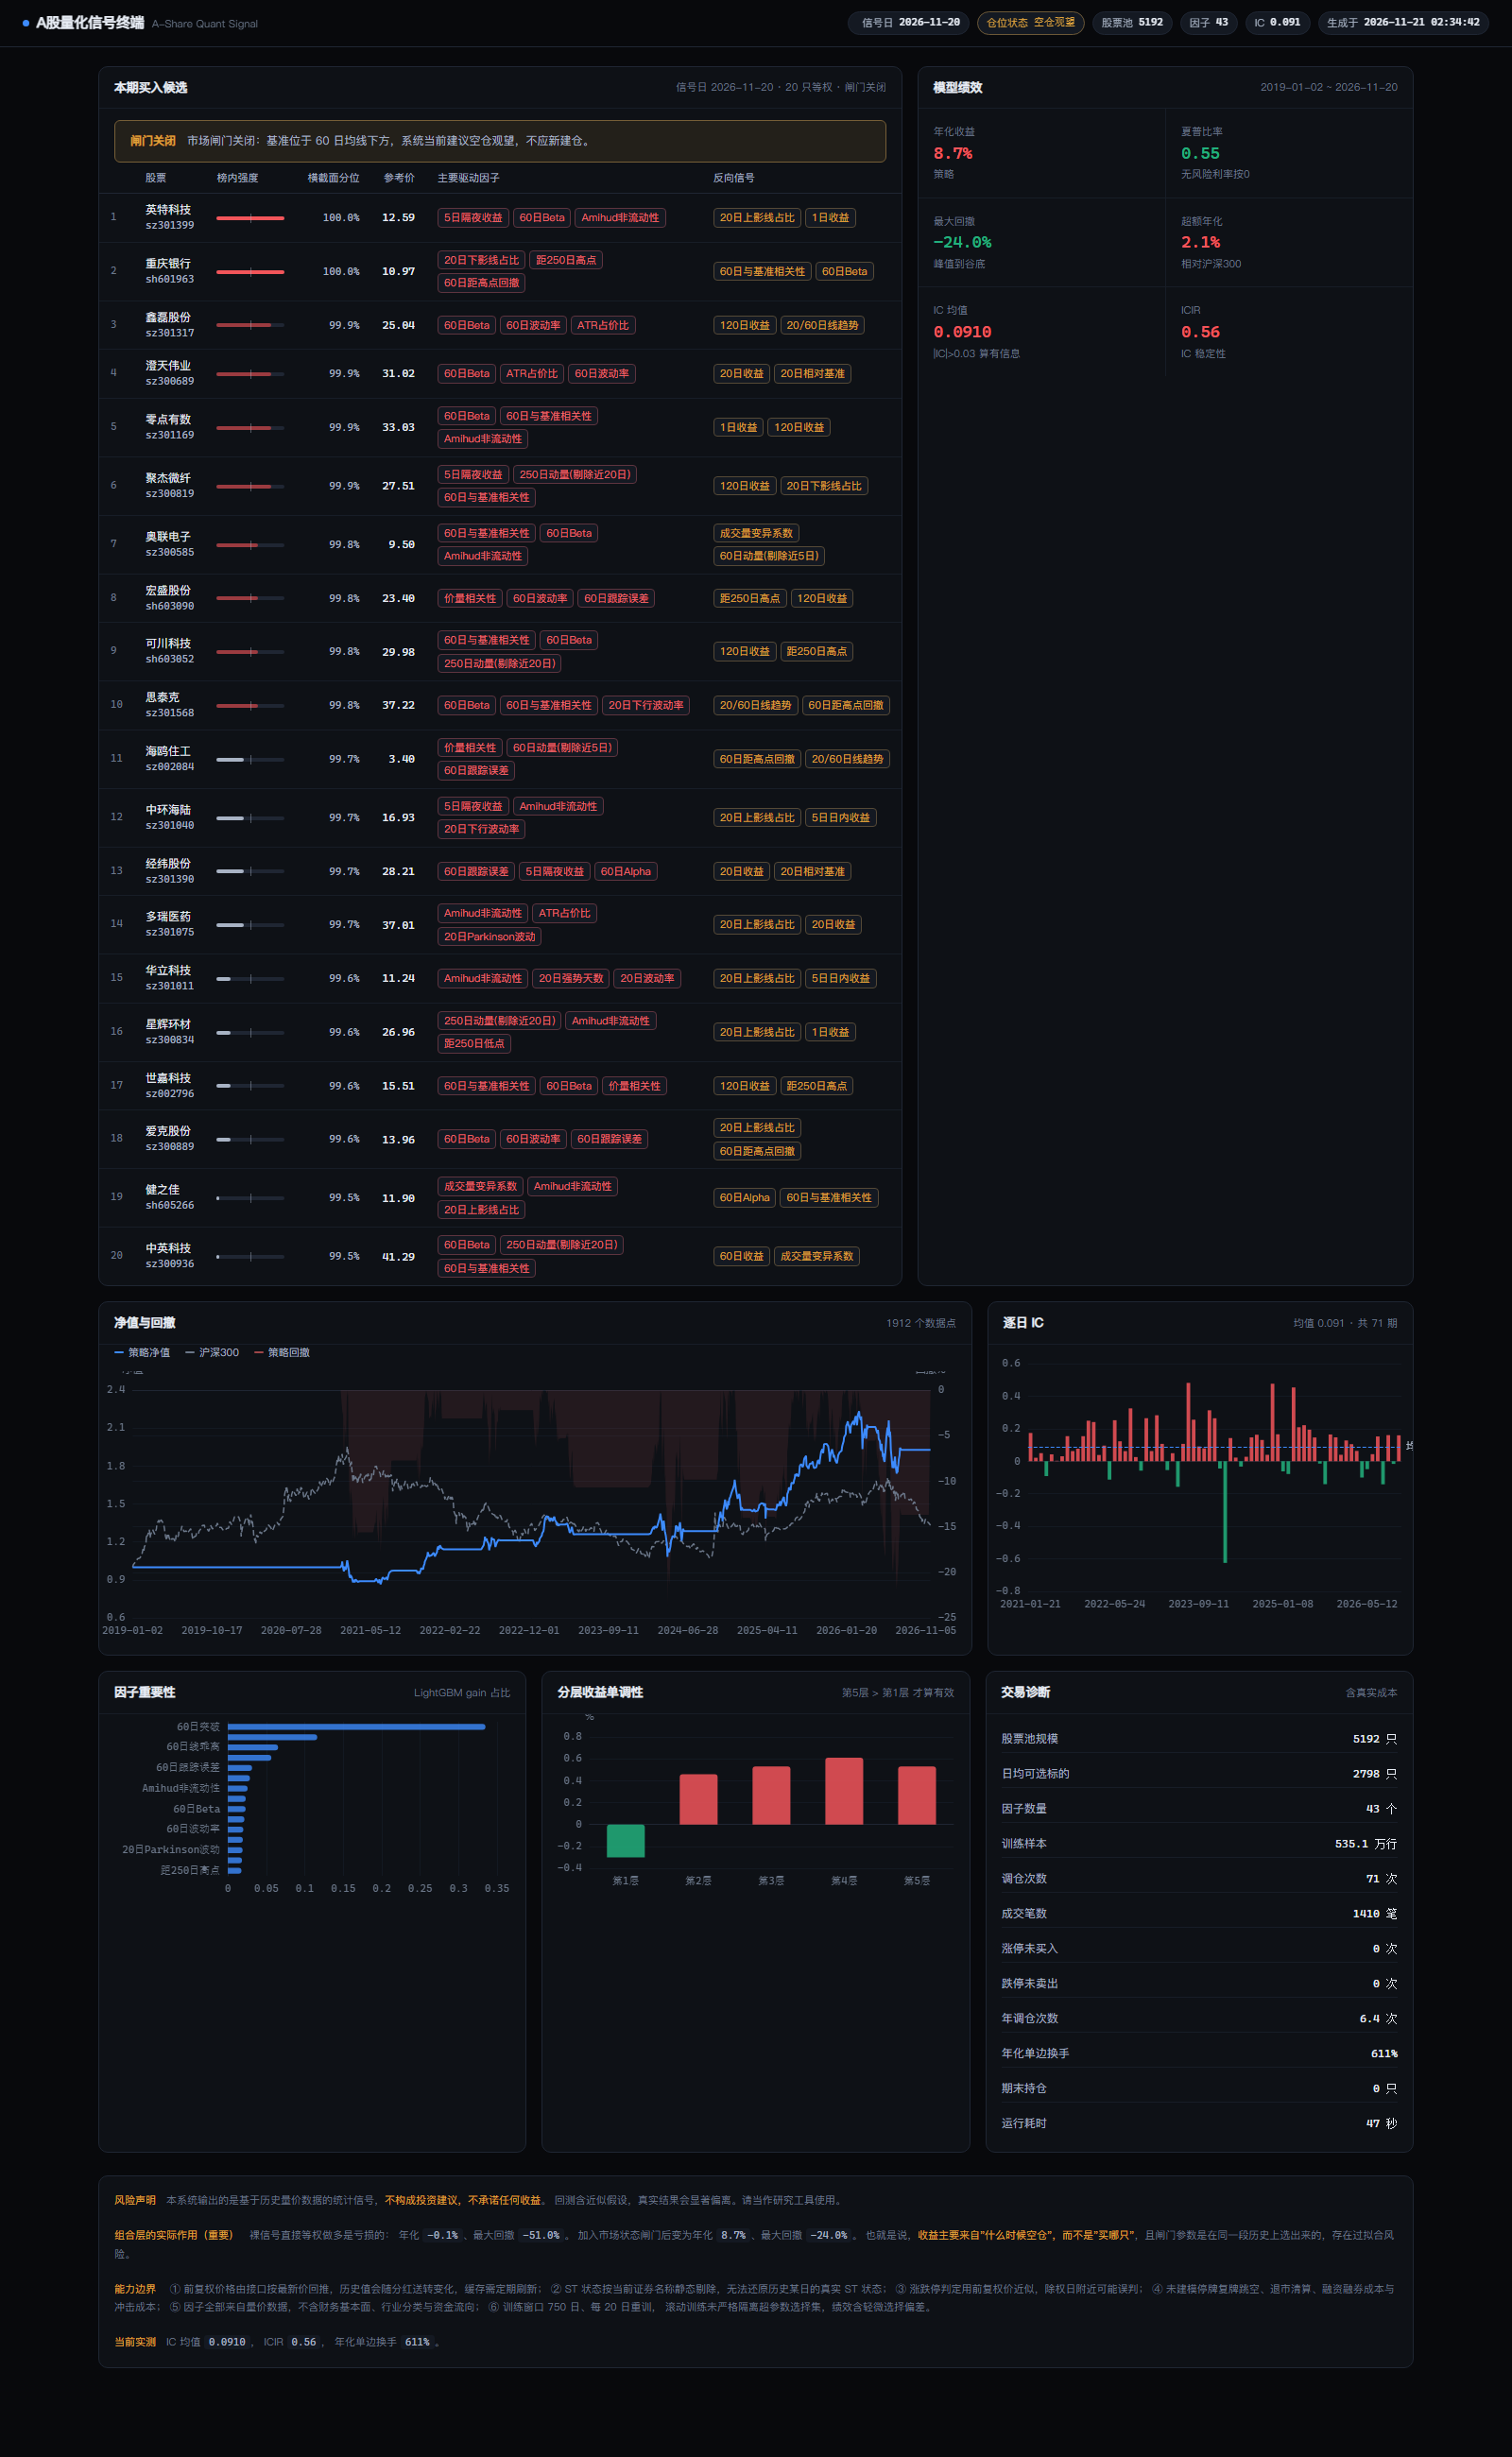 A股量化信号终端 A-Share Quant Signal
信号日 2026-11-20
仓位状态 空仓观望
股票池 5192
因子 43
IC 0.091
生成于 2026-11-21 02:34:42
本期买入候选
信号日 2026-11-20 · 20 只等权 · 闸门关闭
闸门关闭 市场闸门关闭：基准位于 60 日均线下方，系统当前建议空仓观望，不应新建仓。
股票 榜内强度 横截面分位 参考价 主要驱动因子 反向信号
1 英特科技 sz301399 100.0% 12.59 5日隔夜收益 60日Beta Amihud非流动性 20日上影线占比 1日收益
2 重庆银行 sh601963 100.0% 10.97 20日下影线占比 距250日高点 60日距高点回撤 60日与基准相关性 60日Beta
3 鑫磊股份 sz301317 99.9% 25.04 60日Beta 60日波动率 ATR占价比 120日收益 20/60日线趋势
4 澄天伟业 sz300689 99.9% 31.02 60日Beta ATR占价比 60日波动率 20日收益 20日相对基准
5 零点有数 sz301169 99.9% 33.03 60日Beta 60日与基准相关性 Amihud非流动性 1日收益 120日收益
6 聚杰微纤 sz300819 99.9% 27.51 5日隔夜收益 250日动量(剔除近20日) 60日与基准相关性 120日收益 20日下影线占比
7 奥联电子 sz300585 99.8% 9.50 60日与基准相关性 60日Beta Amihud非流动性 成交量变异系数 60日动量(剔除近5日)
8 宏盛股份 sh603090 99.8% 23.40 价量相关性 60日波动率 60日跟踪误差 距250日高点 120日收益
9 可川科技 sh603052 99.8% 29.98 60日与基准相关性 60日Beta 250日动量(剔除近20日) 120日收益 距250日高点
10 思泰克 sz301568 99.8% 37.22 60日Beta 60日与基准相关性 20日下行波动率 20/60日线趋势 60日距高点回撤
11 海鸥住工 sz002084 99.7% 3.40 价量相关性 60日动量(剔除近5日) 60日跟踪误差 60日距高点回撤 20/60日线趋势
12 中环海陆 sz301040 99.7% 16.93 5日隔夜收益 Amihud非流动性 20日下行波动率 20日上影线占比 5日日内收益
13 经纬股份 sz301390 99.7% 28.21 60日跟踪误差 5日隔夜收益 60日Alpha 20日收益 20日相对基准
14 多瑞医药 sz301075 99.7% 37.01 Amihud非流动性 ATR占价比 20日Parkinson波动 20日上影线占比 20日收益
15 华立科技 sz301011 99.6% 11.24 Amihud非流动性 20日强势天数 20日波动率 20日上影线占比 5日日内收益
16 星辉环材 sz300834 99.6% 26.96 250日动量(剔除近20日) Amihud非流动性 距250日低点 20日上影线占比 1日收益
17 世嘉科技 sz002796 99.6% 15.51 60日与基准相关性 60日Beta 价量相关性 120日收益 距250日高点
18 爱克股份 sz300889 99.6% 13.96 60日Beta 60日波动率 60日跟踪误差 20日上影线占比 60日距高点回撤
19 健之佳 sh605266 99.5% 11.90 成交量变异系数 Amihud非流动性 20日上影线占比 60日Alpha 60日与基准相关性
20 中英科技 sz300936 99.5% 41.29 60日Beta 250日动量(剔除近20日) 60日与基准相关性 60日收益 成交量变异系数
模型绩效
2019-01-02 ~ 2026-11-20
年化收益 夏普比率
8.7% 0.55
策略 无风险利率按0
最大回撤 超额年化
-24.0% 2.1%
峰值到谷底 相对沪深300
IC 均值 ICIR
0.0910 0.56
|IC|>0.03 算有信息 IC 稳定性
净值与回撤
1912 个数据点
策略净值 沪深300 策略回撤
2.4 0
2.1 -5
1.8 -10
1.5 -15
1.2 -20
0.9 -25
0.6
2019-01-02 2019-10-17 2020-07-28 2021-05-12 2022-02-22 2022-12-01 2023-09-11 2024-06-28 2025-04-11 2026-01-20 2026-11-05
逐日 IC
均值 0.091 · 共 71 期
0.6
0.4
0.2
0
-0.2
-0.4
-0.6
-0.8
2021-01-21 2022-05-24 2023-09-11 2025-01-08 2026-05-12
因子重要性
LightGBM gain 占比
60日突破
60日跟踪误差
Amihud非流动性
60日Beta
60日波动率
20日Parkinson波动
距250日高点
0 0.05 0.1 0.15 0.2 0.25 0.3 0.35
分层收益单调性
第5层 > 第1层 才算有效
%
0.8
0.6
0.4
0.2
0
-0.2
-0.4
第1层 第2层 第3层 第4层 第5层
交易诊断
含真实成本
股票池规模 5192 只
日均可选标的 2798 只
因子数量 43 个
训练样本 535.1 万行
调仓次数 71 次
成交笔数 1410 笔
涨停未买入 0 次
跌停未卖出 0 次
年调仓次数 6.4 次
年化单边换手 611%
期末持仓 0 只
运行耗时 47 秒
风险声明 本系统输出的是基于历史量价数据的统计信号，不构成投资建议，不承诺任何收益。 回测含近似假设，真实结果会显著偏离。请当作研究工具使用。
组合层的实际作用（重要） 裸信号直接等权做多是亏损的： 年化 -0.1% 、最大回撤 -51.0% 。 加入市场状态闸门后变为年化 8.7% 、最大回撤 -24.0% 。 也就是说，收益主要来自"什么时候空仓"，而不是"买哪只"，且闸门参数是在同一段历史上选出来的，存在过拟合风
险。
能力边界 ① 前复权价格由接口按最新价回推，历史值会随分红送转变化，缓存需定期刷新； ② ST 状态按当前证券名称静态剔除，无法还原历史某日的真实 ST 状态； ③ 涨跌停判定用前复权价近似，除权日附近可能误判； ④ 未建模停牌复牌跳空、退市清算、融资融券成本与
冲击成本； ⑤ 因子全部来自量价数据，不含财务基本面、行业分类与资金流向； ⑥ 训练窗口 750 日、每 20 日重训， 滚动训练未严格隔离超参数选择集，绩效含轻微选择偏差。
当前实测 IC 均值 0.0910 ， ICIR 0.56 ， 年化单边换手 611% 。